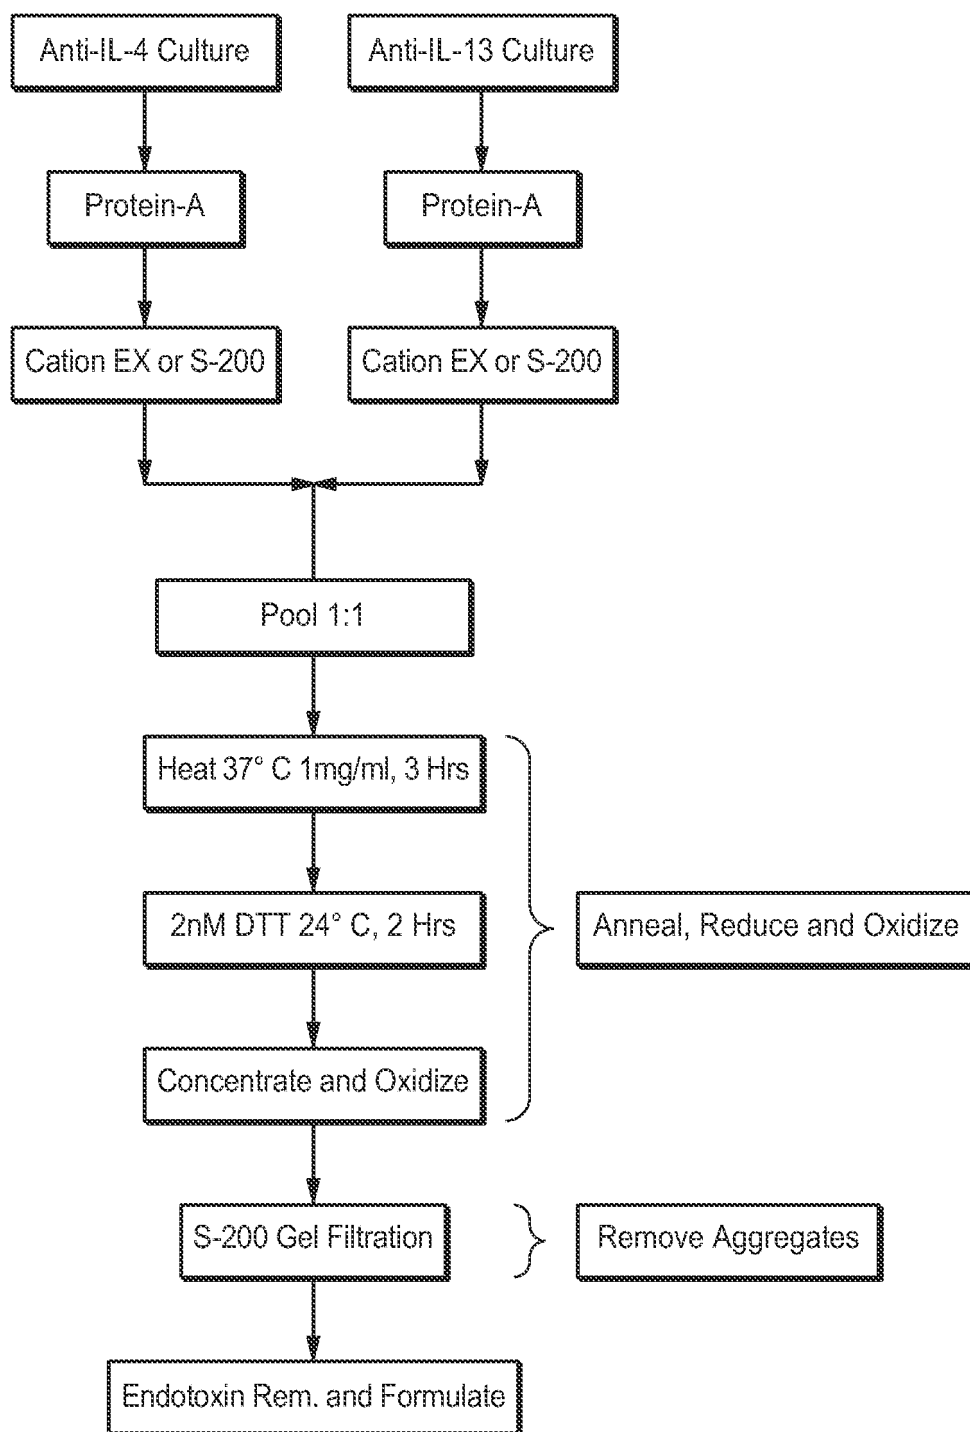 Anti-IL-4 Culture
Anti-IL-13 Culture
Protein-A
Protein-A
Cation EX or S-200
Cation EX or S-200
Pool 1:1
Heat 37° C 1mg/ml, 3 Hrs
2nM DTT 24° C, 2 Hrs
Anneal, Reduce and Oxidize
Concentrate and Oxidize
S-200 Gel Filtration
Remove Aggregates
Endotoxin Rem. and Formulate